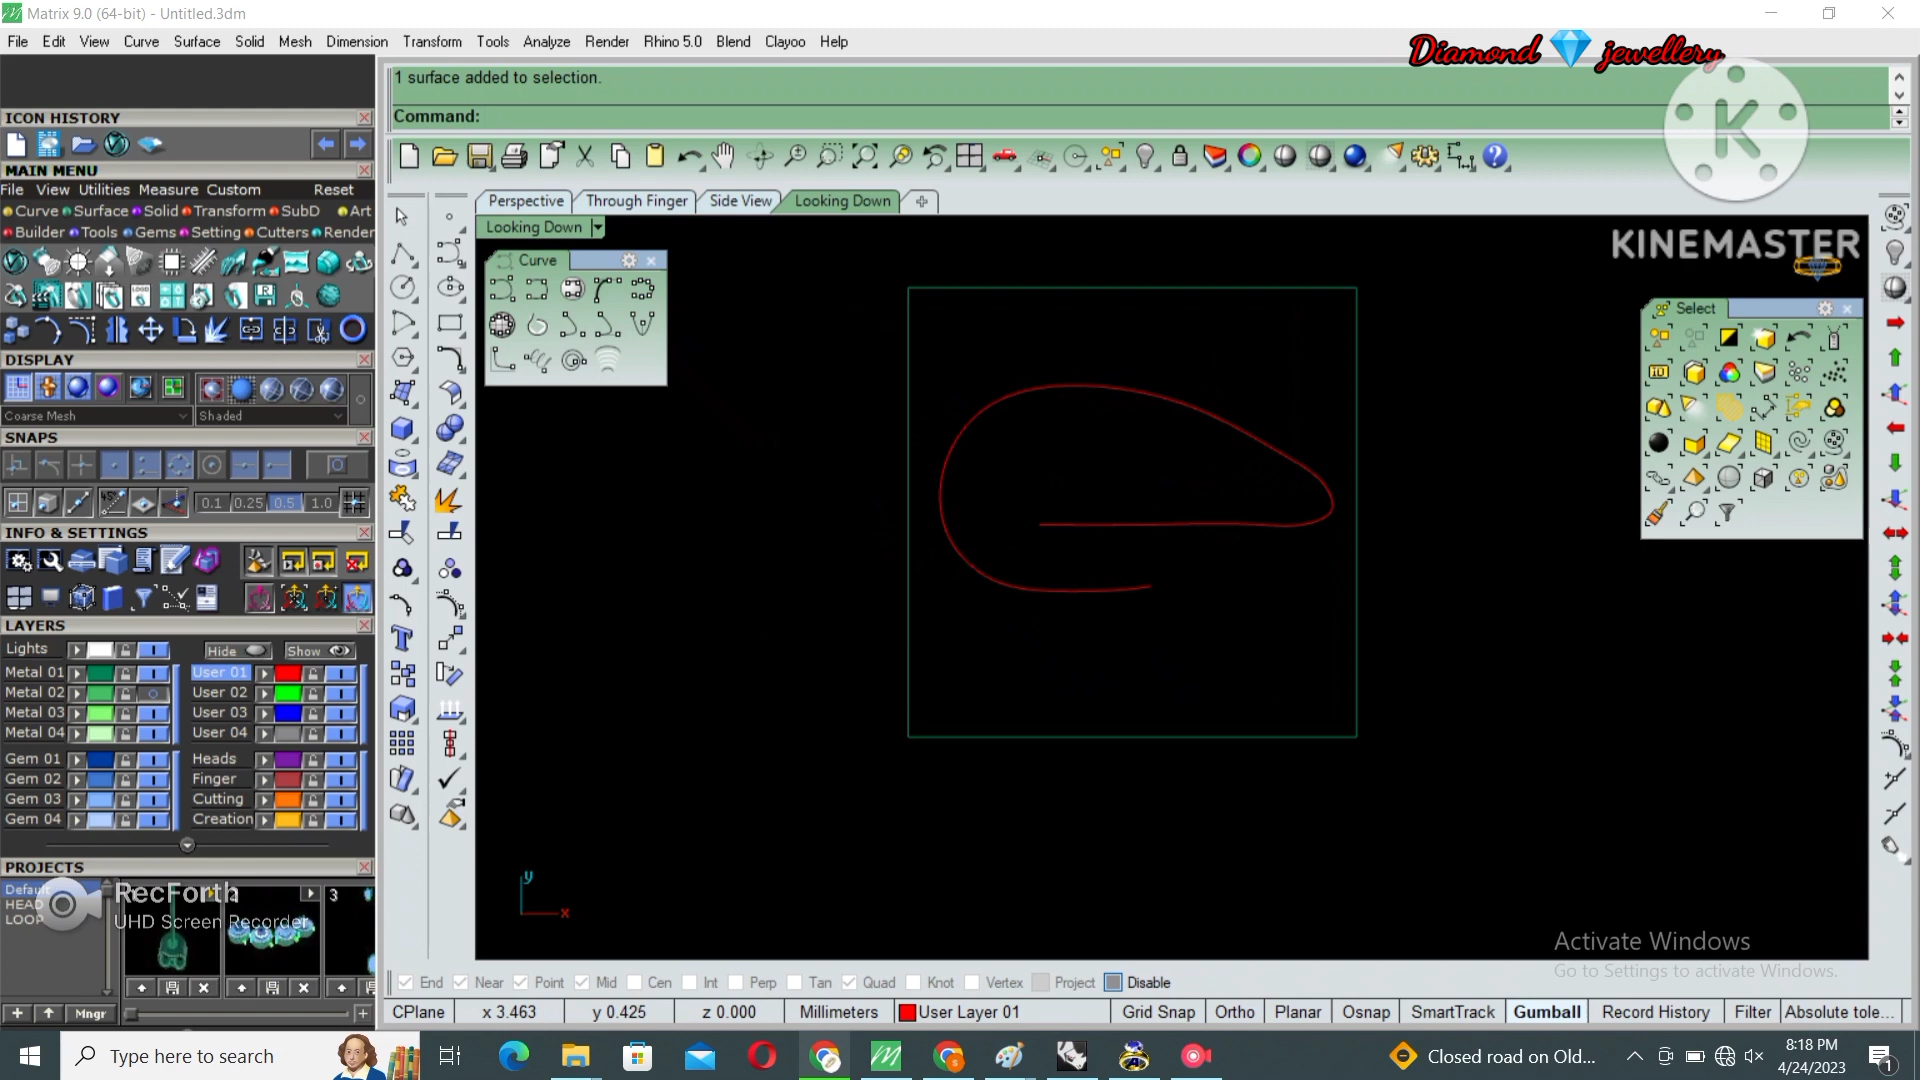 Matrix 9.0 (64-bit) - Untitled.3dm
File Edit View Curve Surface Solid Mesh Dimension Transform Tools Analyze Render Rhino 5.0 Blend Clayoo Help
Diamond jewellery
1 surface added to selection.
Command:
K
ICON HISTORY
MAIN MENU
File View Utilities Measure Custom Reset
Curve Surface Solid Transform SubD Art
Builder Tools Gems Setting Cutters Render
Perspective Through Finger Side View Looking Down
Looking Down
KINEMASTER
Curve
Select
DISPLAY
Coarse Mesh Shaded
SNAPS
0.1 0.25 0.5 1.0
INFO & SETTINGS
LAYERS
Lights Hide Show
Metal 01 User 01
Metal 02 User 02
Metal 03 User 03
Metal 04 User 04
Gem 01 Heads
Gem 02 Finger
Gem 03 Cutting
Gem 04 Creation
PROJECTS
Default
HEAD
LOOP
3
RecForth
UHD Screen Recorder
Mngr
y
x
Activate Windows
Go to Settings to activate Windows.
End Near Point Mid Cen Int Perp Tan Quad Knot Vertex Project Disable
CPlane x 3.463 y 0.425 z 0.000 Millimeters User Layer 01 Grid Snap Ortho Planar Osnap SmartTrack Gumball Record History Filter Absolute tole...
Type here to search
Closed road on Old...
8:18 PM
4/24/2023
1